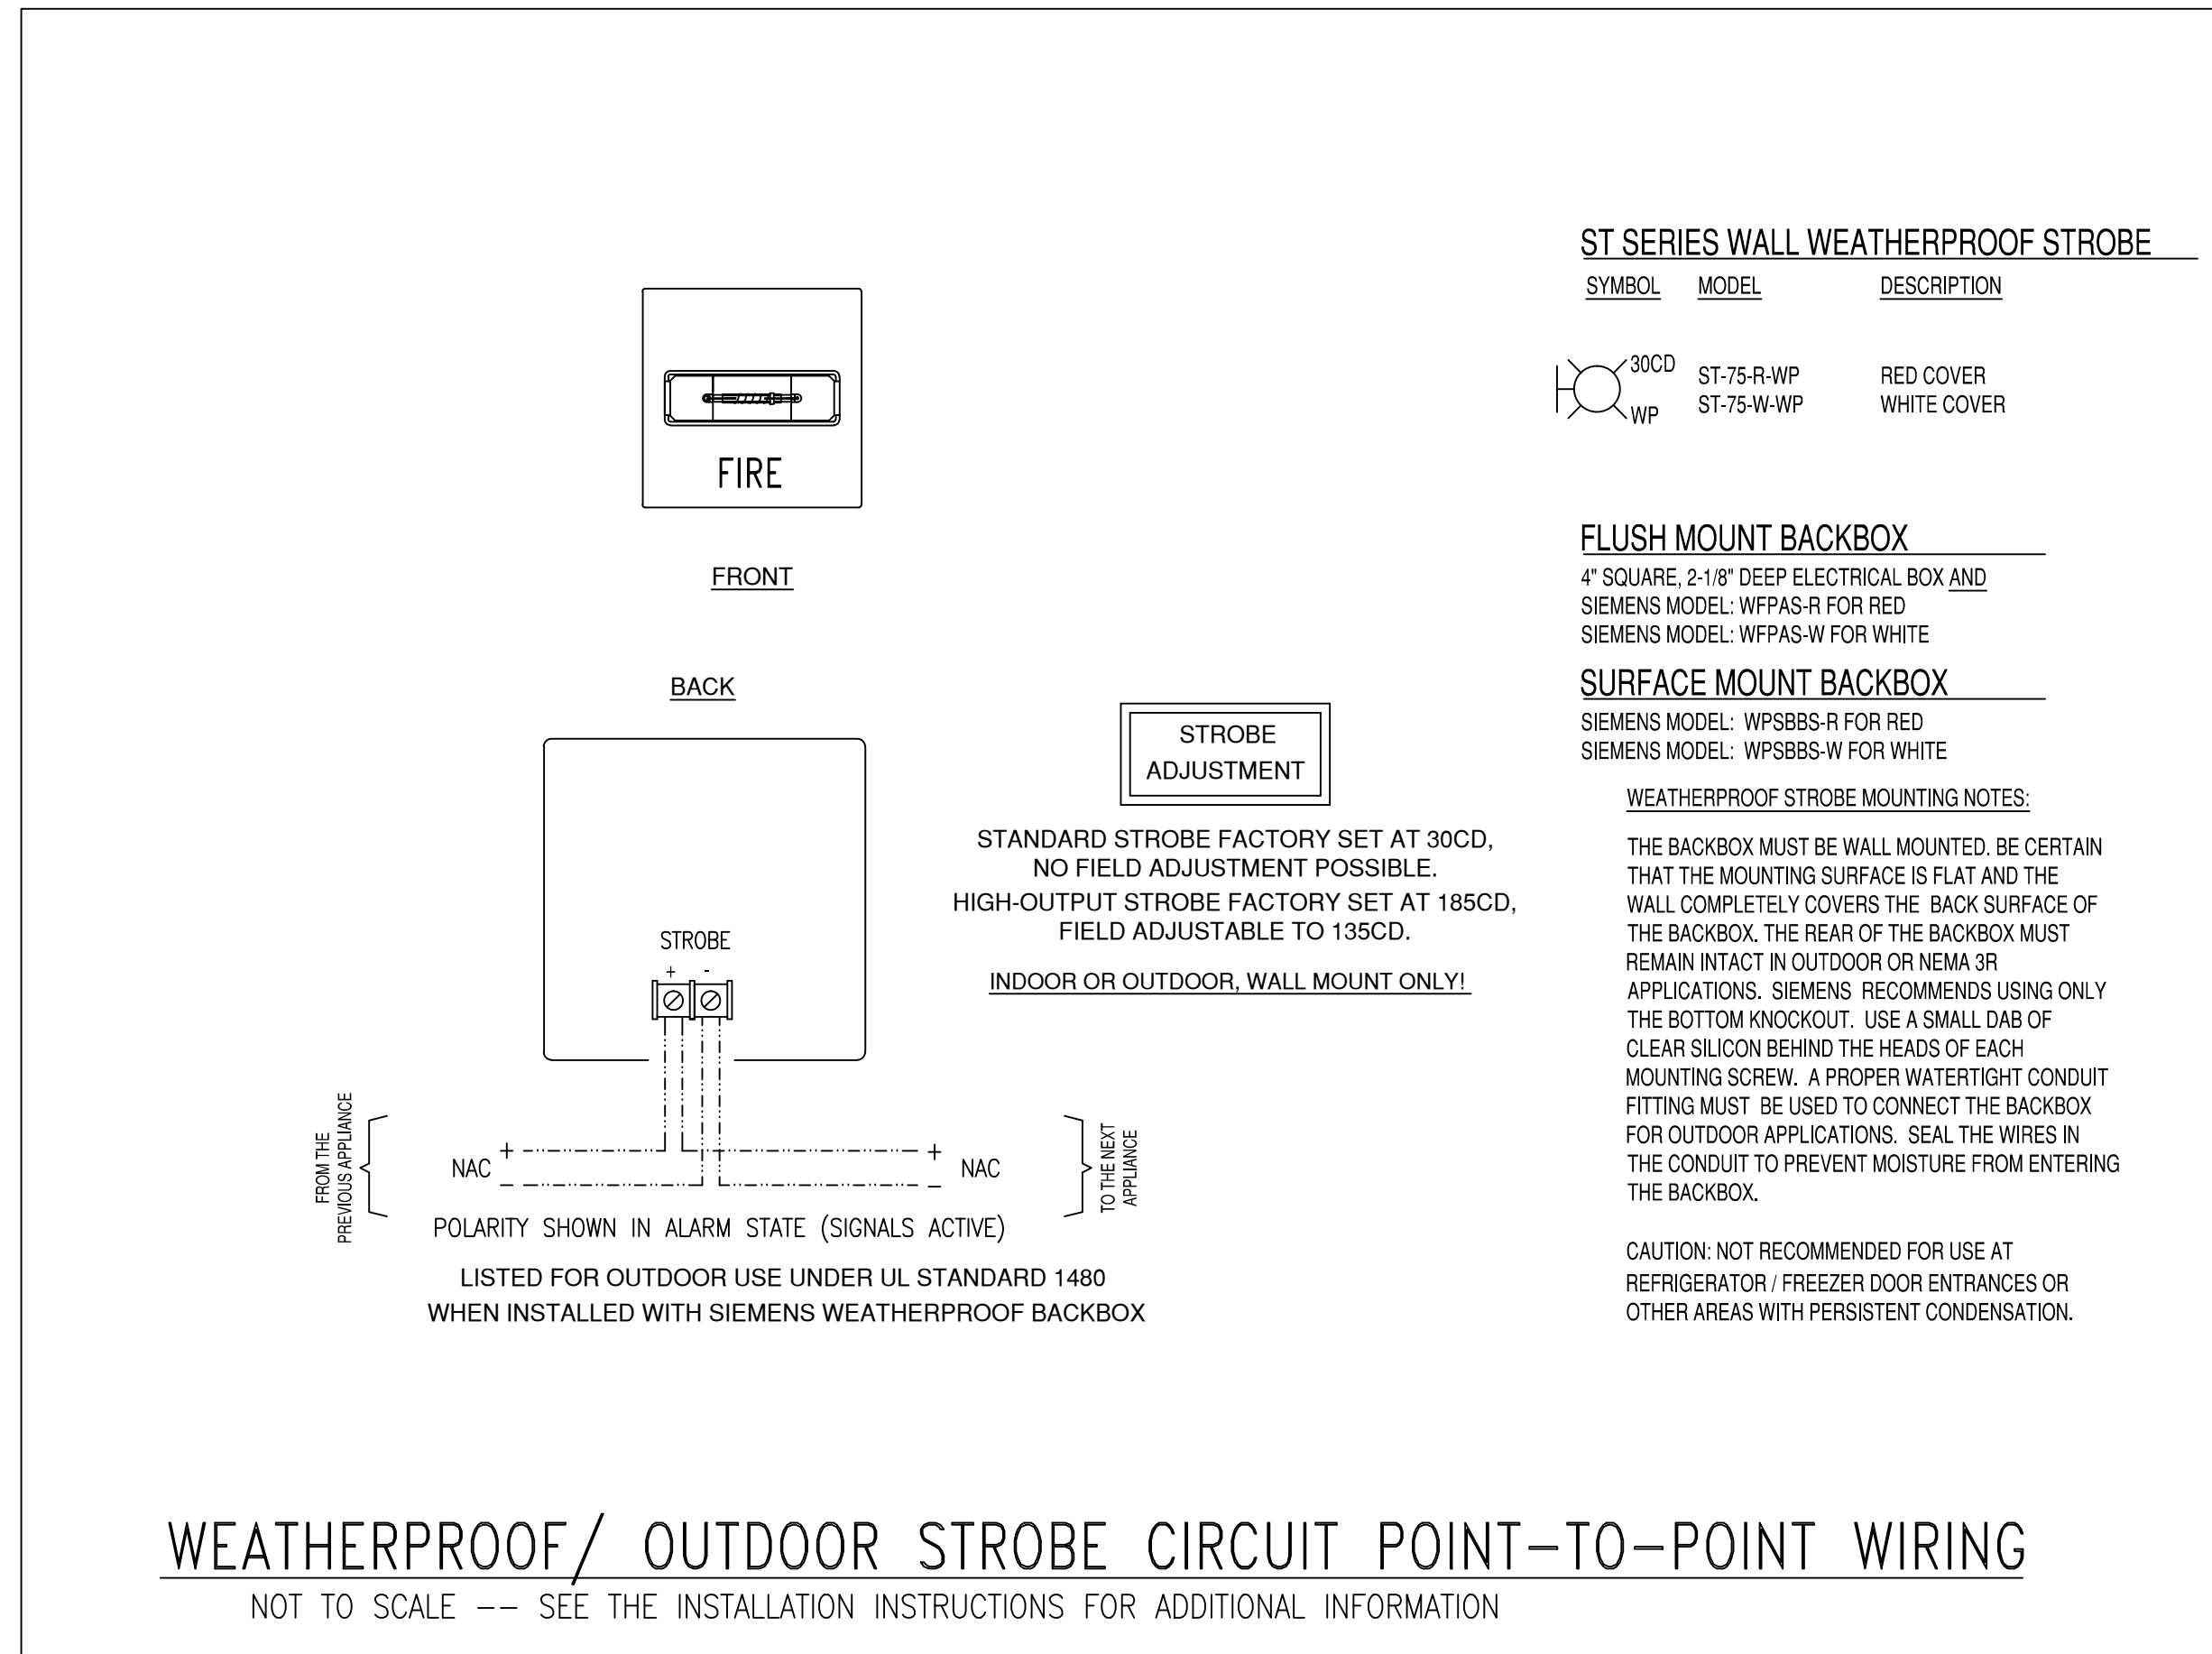 FIRE
FRONT
BACK
STROBE
+ -
FROM THE
PREVIOUS APPLIANCE
NAC + + NAC
- -
TO THE NEXT
APPLIANCE
POLARITY SHOWN IN ALARM STATE (SIGNALS ACTIVE)
LISTED FOR OUTDOOR USE UNDER UL STANDARD 1480
WHEN INSTALLED WITH SIEMENS WEATHERPROOF BACKBOX
STROBE
ADJUSTMENT
STANDARD STROBE FACTORY SET AT 30CD,
NO FIELD ADJUSTMENT POSSIBLE.
HIGH-OUTPUT STROBE FACTORY SET AT 185CD,
FIELD ADJUSTABLE TO 135CD.
INDOOR OR OUTDOOR, WALL MOUNT ONLY!
ST SERIES WALL WEATHERPROOF STROBE
SYMBOL MODEL DESCRIPTION
30CD
WP
ST-75-R-WP RED COVER
ST-75-W-WP WHITE COVER
FLUSH MOUNT BACKBOX
4" SQUARE, 2-1/8" DEEP ELECTRICAL BOX AND
SIEMENS MODEL: WFPAS-R FOR RED
SIEMENS MODEL: WFPAS-W FOR WHITE
SURFACE MOUNT BACKBOX
SIEMENS MODEL: WPSBBS-R FOR RED
SIEMENS MODEL: WPSBBS-W FOR WHITE
WEATHERPROOF STROBE MOUNTING NOTES:
THE BACKBOX MUST BE WALL MOUNTED. BE CERTAIN
THAT THE MOUNTING SURFACE IS FLAT AND THE
WALL COMPLETELY COVERS THE BACK SURFACE OF
THE BACKBOX. THE REAR OF THE BACKBOX MUST
REMAIN INTACT IN OUTDOOR OR NEMA 3R
APPLICATIONS. SIEMENS RECOMMENDS USING ONLY
THE BOTTOM KNOCKOUT. USE A SMALL DAB OF
CLEAR SILICON BEHIND THE HEADS OF EACH
MOUNTING SCREW. A PROPER WATERTIGHT CONDUIT
FITTING MUST BE USED TO CONNECT THE BACKBOX
FOR OUTDOOR APPLICATIONS. SEAL THE WIRES IN
THE CONDUIT TO PREVENT MOISTURE FROM ENTERING
THE BACKBOX.
CAUTION: NOT RECOMMENDED FOR USE AT
REFRIGERATOR / FREEZER DOOR ENTRANCES OR
OTHER AREAS WITH PERSISTENT CONDENSATION.
WEATHERPROOF/ OUTDOOR STROBE CIRCUIT POINT-TO-POINT WIRING
NOT TO SCALE -- SEE THE INSTALLATION INSTRUCTIONS FOR ADDITIONAL INFORMATION